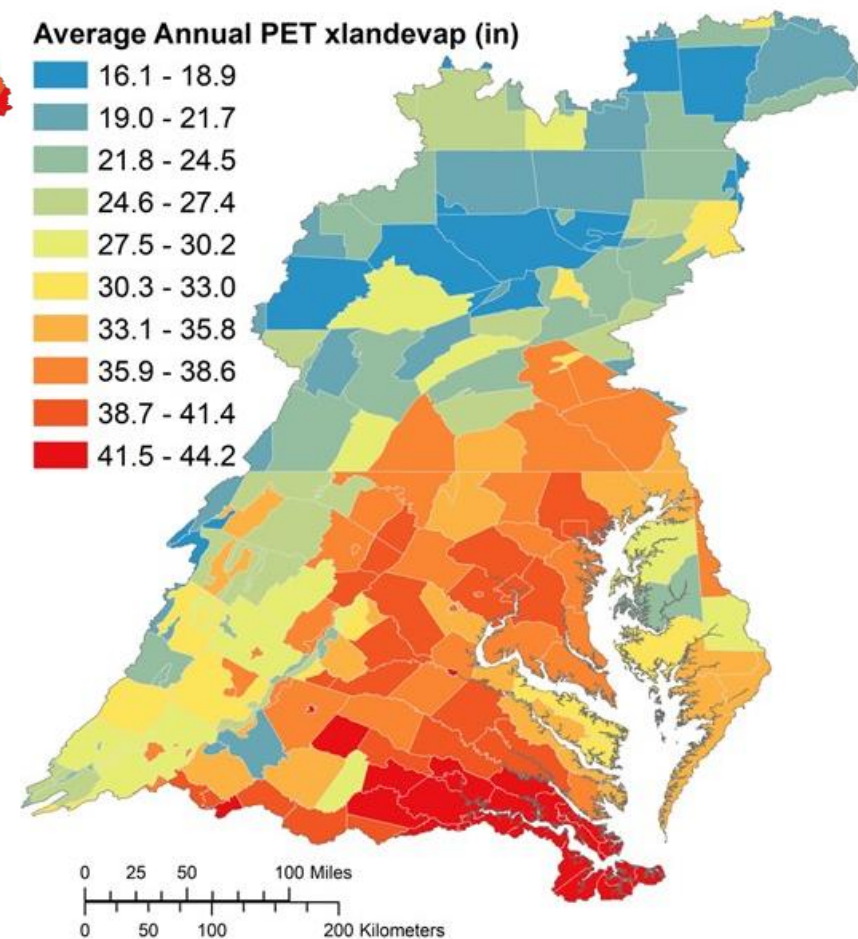 Average Annual PET xlandevap (in)
16.1 - 18.9
19.0 - 21.7
21.8 - 24.5
24.6 - 27.4
27.5 - 30.2
30.3 - 33.0
33.1 - 35.8
35.9 - 38.6
38.7 - 41.4
41.5 - 44.2
0 25 50 100 Miles
0 50 100 200 Kilometers